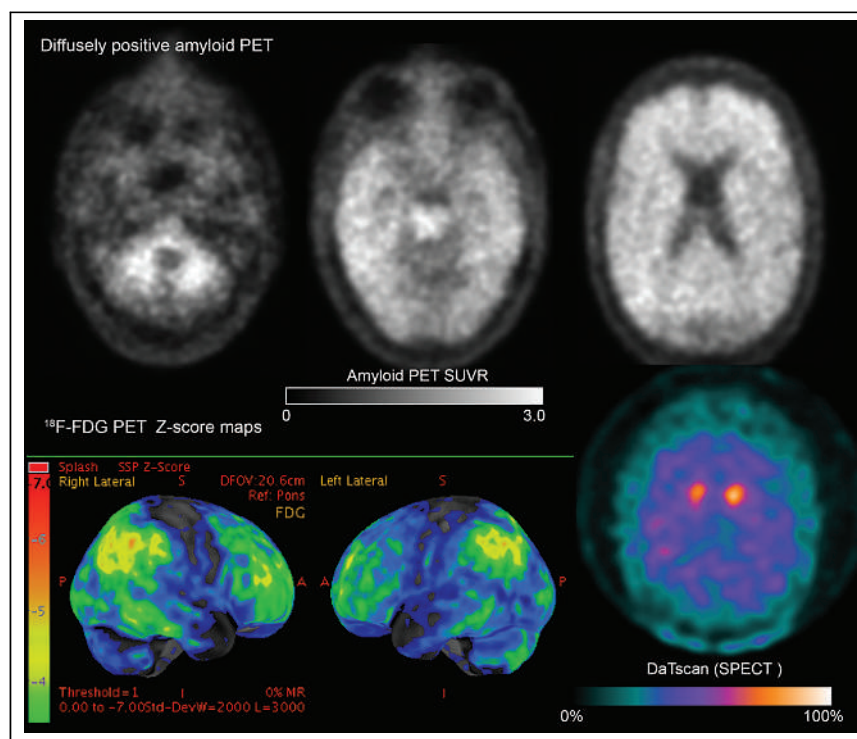 Diffusely positive amyloid PET
Amyloid PET SUVR
0 3.0
¹⁸F-FDG PET Z-score maps
Splash SSP Z-Score
-7.0
Right Lateral S DFOV:20.6cm
Ref: Pons
FDG
Left Lateral S
-6
P A A P
-5
-4
Threshold=1 I 0% MR
0.00 to -7.00Std-DevW=2000 L=3000
I
DaTscan (SPECT )
0% 100%